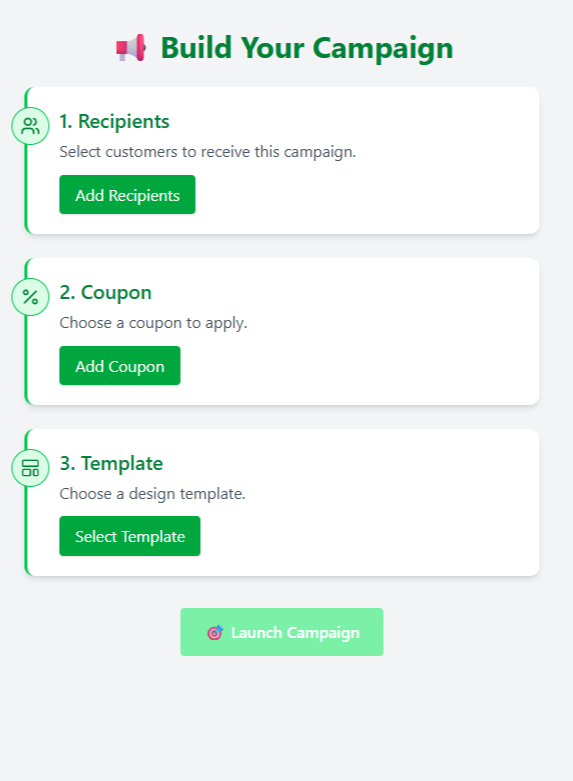 Build Your Campaign
1. Recipients
Select customers to receive this campaign.
Add Recipients
2. Coupon
Choose a coupon to apply.
Add Coupon
3. Template
Choose a design template.
Select Template
Launch Campaign